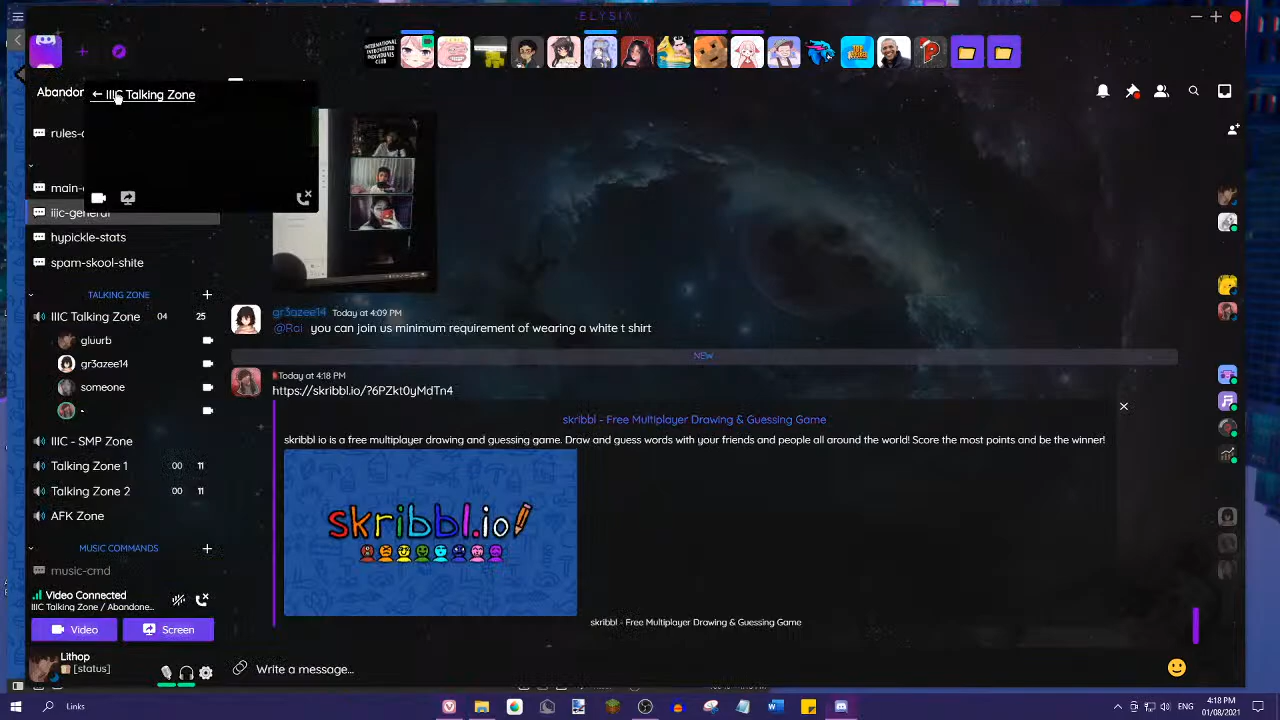 ELYSIA
INTERNATIONAL
INTROVERTED
INDIVIDUALS
CLUB
Abandon
← IIIC Talking Zone
rules-
main-
iiic-general
hypickle-stats
spam-skool-shite
TALKING ZONE
IIIC Talking Zone 04 25
gluurb
gr3azee14
someone
~
IIIC - SMP Zone
Talking Zone 1 00 11
Talking Zone 2 00 11
AFK Zone
MUSIC COMMANDS
music-cmd
Video Connected
IIIC Talking Zone / Abandone...
Video Screen
Lithop
[status]
gr3azee14 Today at 4:09 PM
@Rai you can join us minimum requirement of wearing a white t shirt
NEW
Today at 4:18 PM
https://skribbl.io/?6PZkt0yMdTn4
skribbl - Free Multiplayer Drawing & Guessing Game
skribbl io is a free multiplayer drawing and guessing game. Draw and guess words with your friends and people all around the world! Score the most points and be the winner!
skribbl.io
skribbl - Free Multiplayer Drawing & Guessing Game
Write a message...
Links
ENG
4:18 PM
01/08/2021